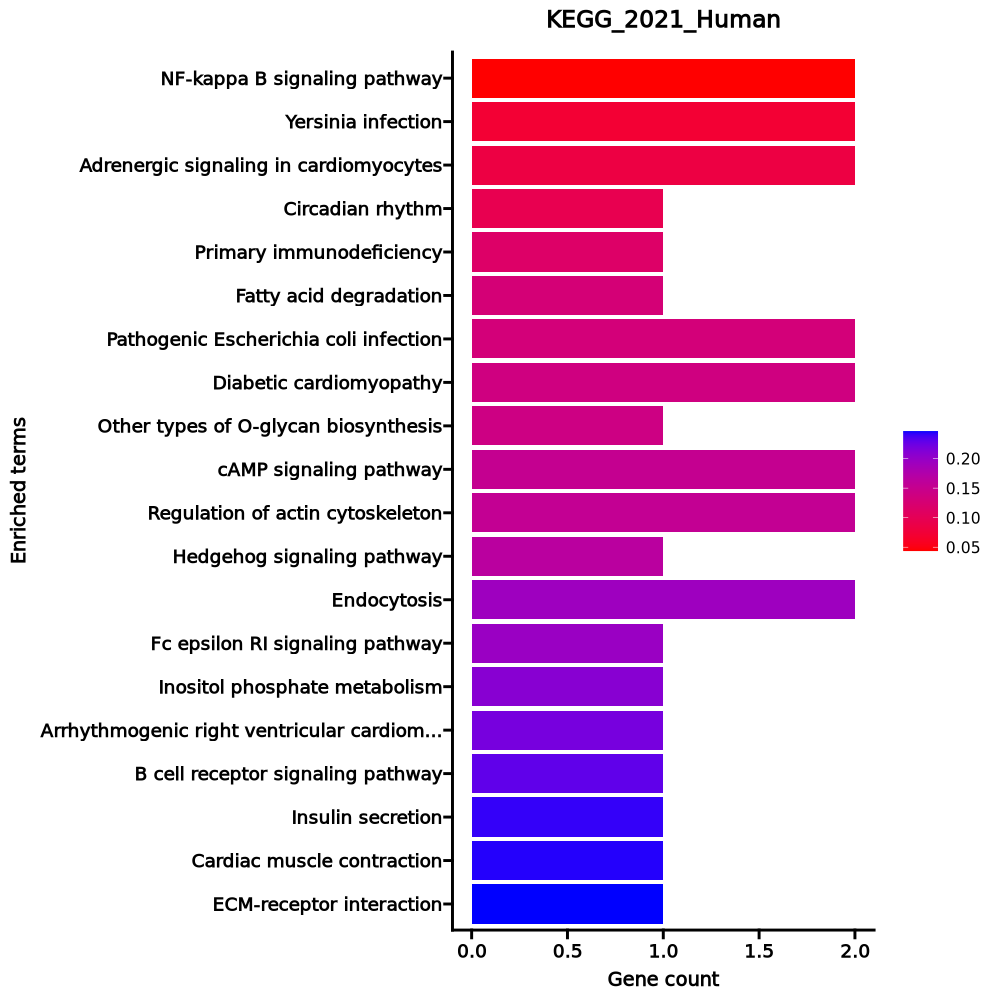 KEGG_2021_Human
NF-kappa B signaling pathway
Yersinia infection
Adrenergic signaling in cardiomyocytes
Circadian rhythm
Primary immunodeficiency
Fatty acid degradation
Pathogenic Escherichia coli infection
Diabetic cardiomyopathy
Other types of O-glycan biosynthesis
cAMP signaling pathway
Regulation of actin cytoskeleton
Hedgehog signaling pathway
Endocytosis
Fc epsilon RI signaling pathway
Inositol phosphate metabolism
Arrhythmogenic right ventricular cardiom...
B cell receptor signaling pathway
Insulin secretion
Cardiac muscle contraction
ECM-receptor interaction
Enriched terms
0.0 0.5 1.0 1.5 2.0
Gene count
0.20
0.15
0.10
0.05